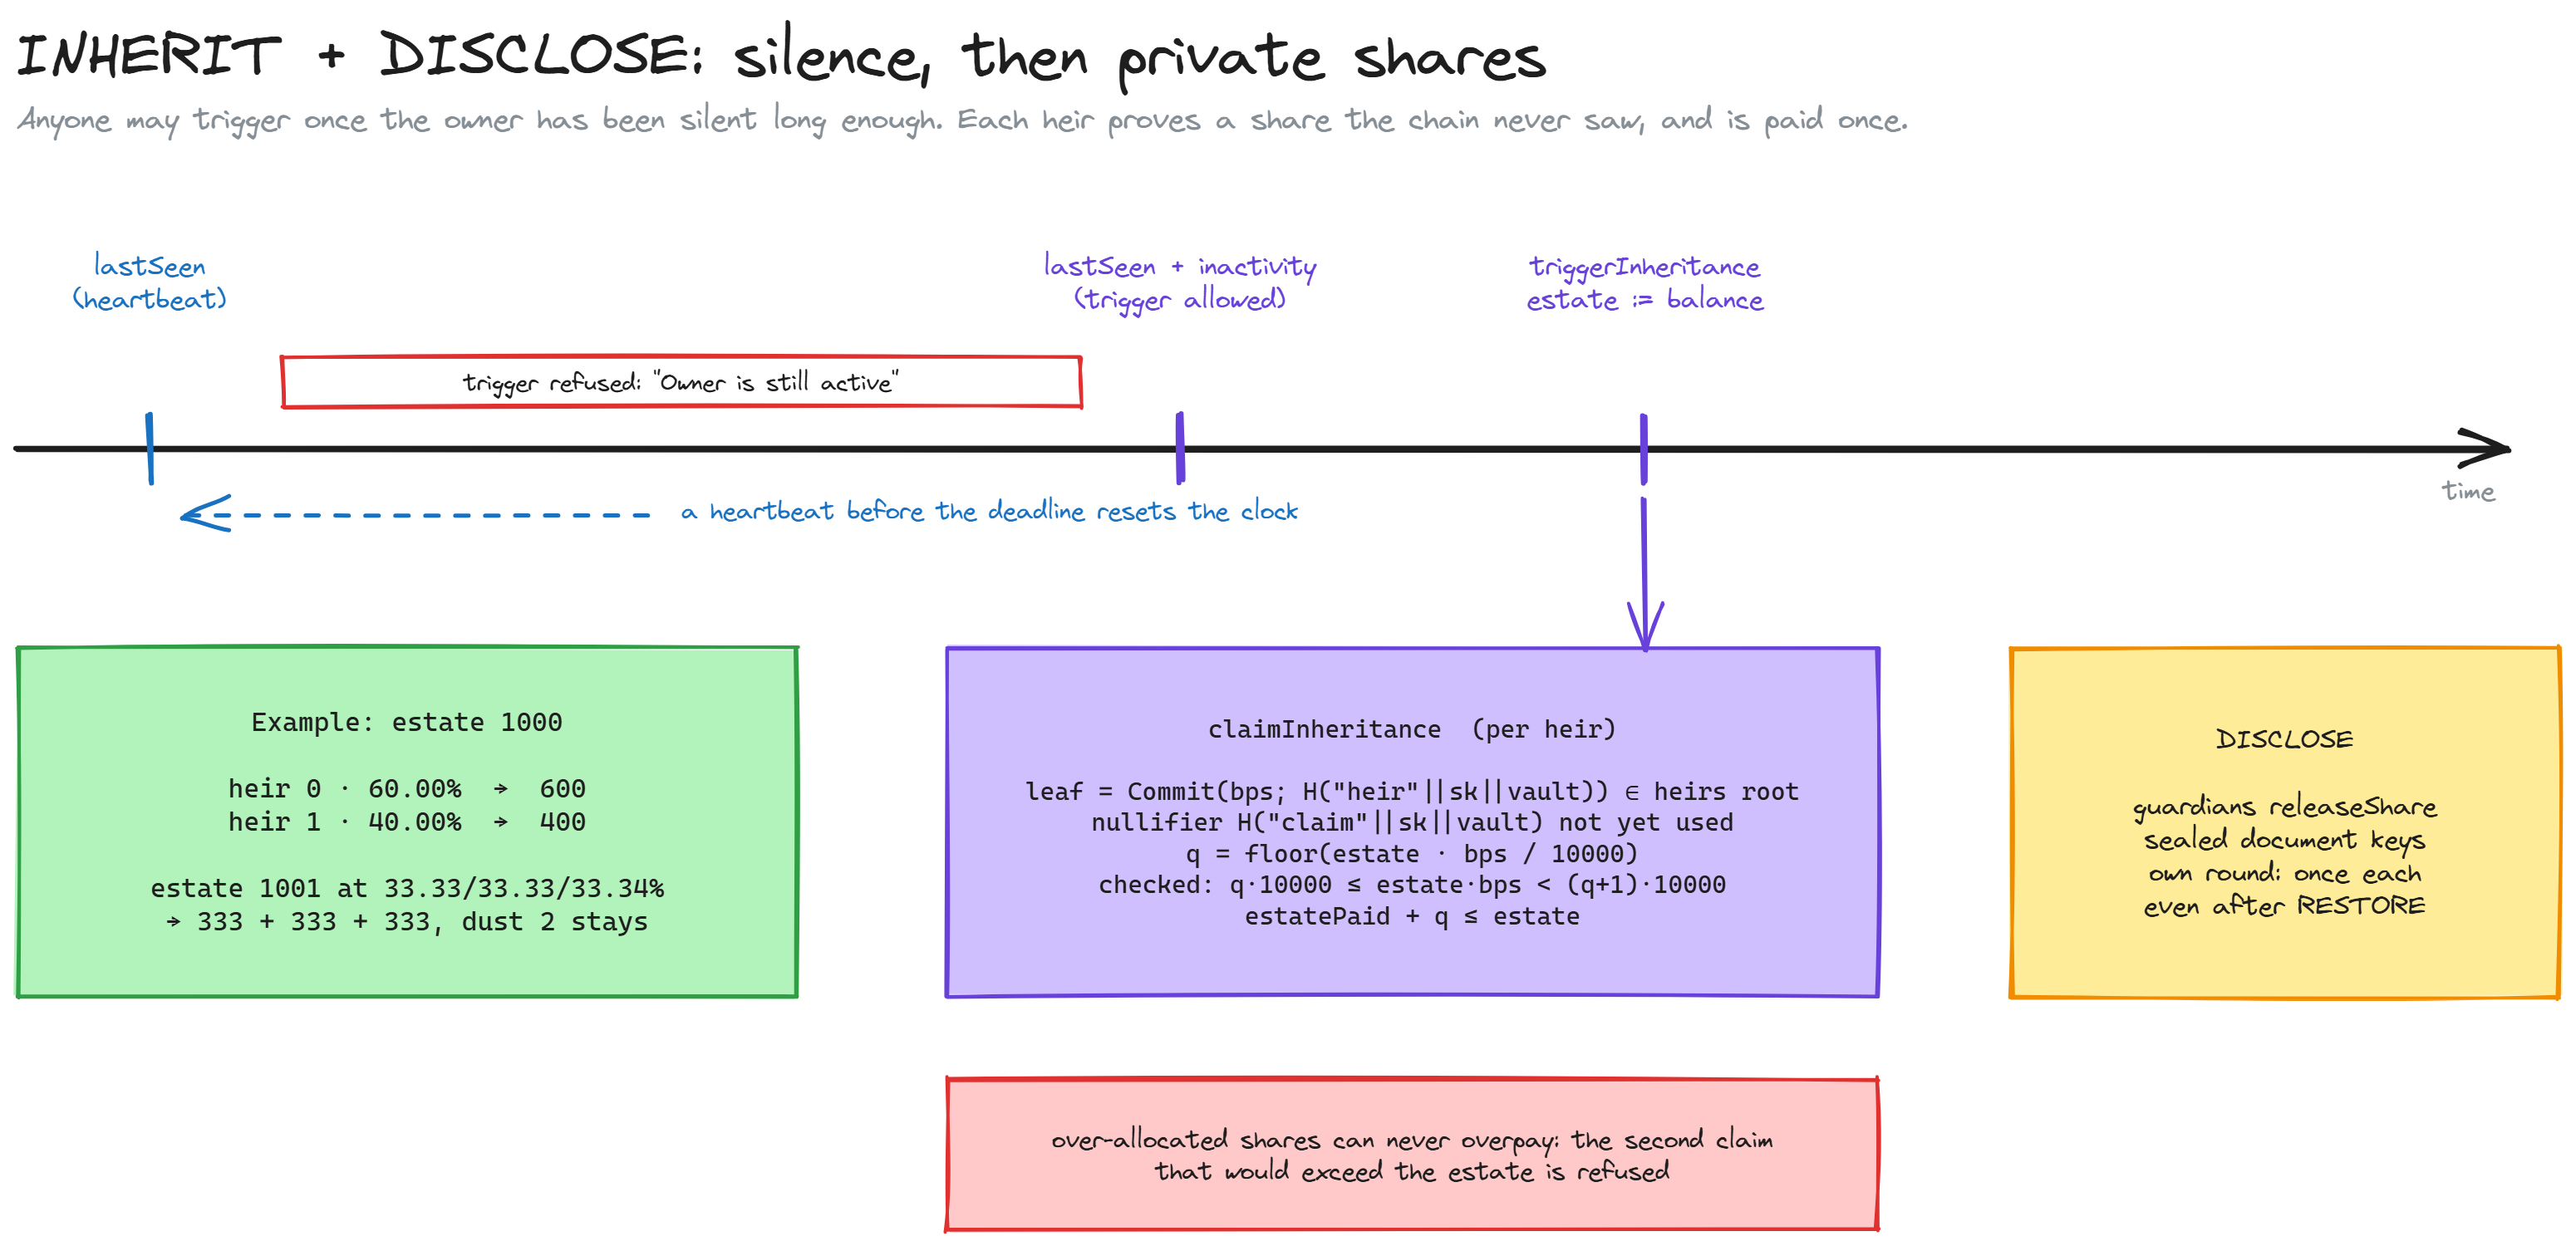 INHERIT + DISCLOSE: silence, then private shares
Anyone may trigger once the owner has been silent long enough. Each heir proves a share the chain never saw, and is paid once.
lastSeen
(heartbeat)
lastSeen + inactivity
(trigger allowed)
triggerInheritance
estate := balance
trigger refused: "Owner is still active"
time
a heartbeat before the deadline resets the clock
Example: estate 1000
heir 0 · 60.00% → 600
heir 1 · 40.00% → 400
estate 1001 at 33.33/33.33/33.34%
→ 333 + 333 + 333, dust 2 stays
claimInheritance (per heir)
leaf = Commit(bps; H("heir"||sk||vault)) ∈ heirs root
nullifier H("claim"||sk||vault) not yet used
q = floor(estate · bps / 10000)
checked: q·10000 ≤ estate·bps < (q+1)·10000
estatePaid + q ≤ estate
DISCLOSE
guardians releaseShare
sealed document keys
own round: once each
even after RESTORE
over-allocated shares can never overpay: the second claim
that would exceed the estate is refused